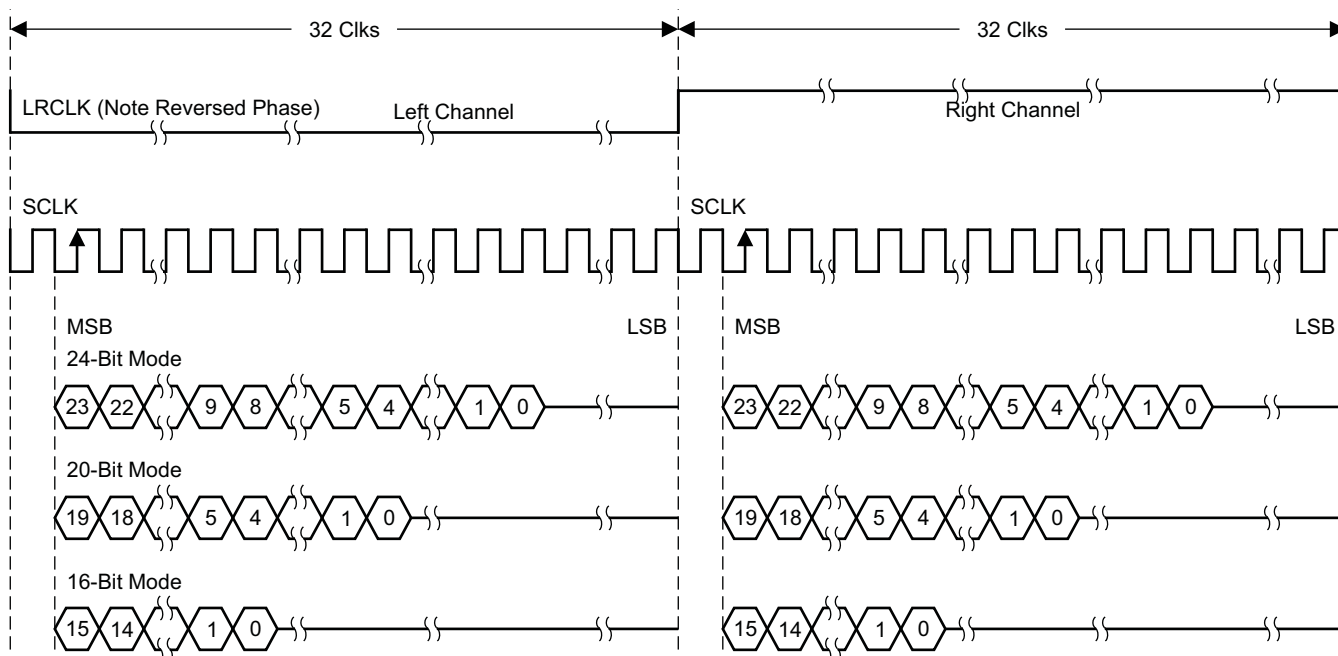 32 Clks 32 Clks
LRCLK (Note Reversed Phase) Left Channel Right Channel
SCLK SCLK
MSB LSB MSB LSB
24-Bit Mode
23 22 9 8 5 4 1 0 23 22 9 8 5 4 1 0
20-Bit Mode
19 18 5 4 1 0 19 18 5 4 1 0
16-Bit Mode
15 14 1 0 15 14 1 0